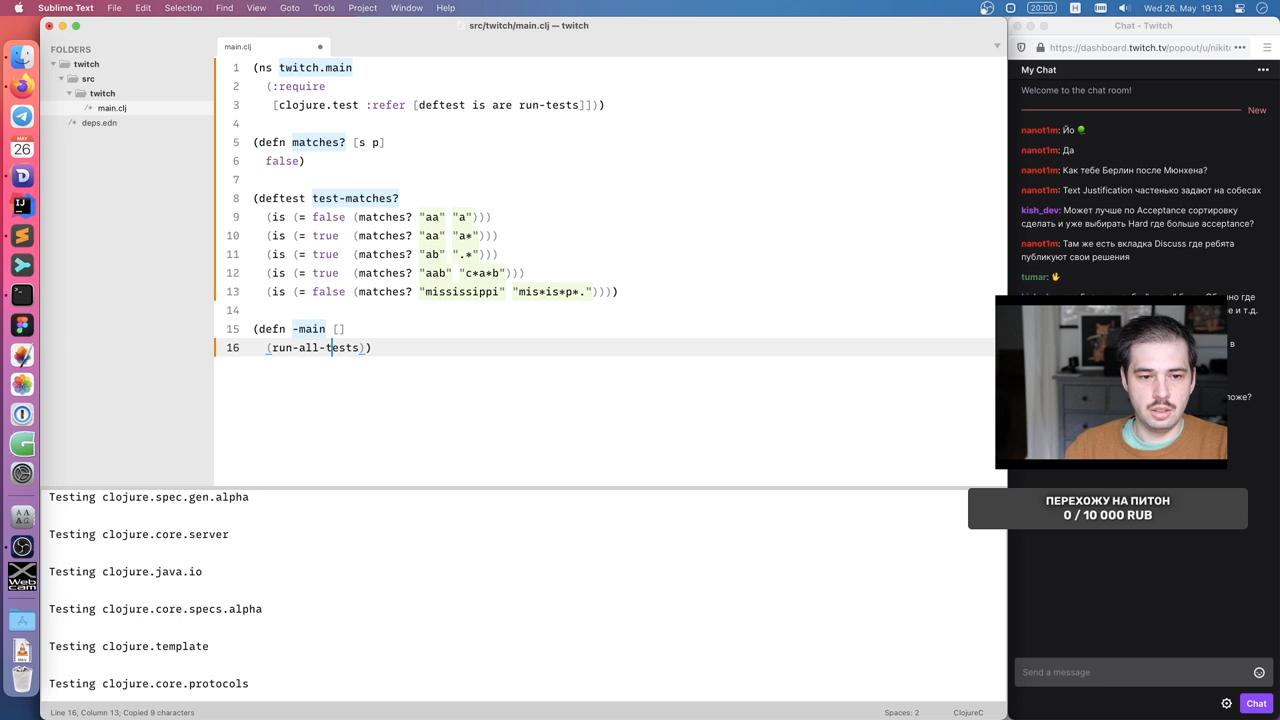 Sublime Text File Edit Selection Find View Goto Tools Project Window Help
Wed 26. May 19:13
src/twitch/main.clj — twitch
FOLDERS
twitch
src
twitch
main.clj
deps.edn
main.clj
1 (ns twitch.main
2 (:require
3 [clojure.test :refer [deftest is are run-tests]]))
4
5 (defn matches? [s p]
6 false)
7
8 (deftest test-matches?
9 (is (= false (matches? "aa" "a")))
10 (is (= true (matches? "aa" "a*")))
11 (is (= true (matches? "ab" ".*")))
12 (is (= true (matches? "aab" "c*a*b")))
13 (is (= false (matches? "mississippi" "mis*is*p*."))))
14
15 (defn -main []
16 (run-all-tests))
Testing clojure.spec.gen.alpha
Testing clojure.core.server
Testing clojure.java.io
Testing clojure.core.specs.alpha
Testing clojure.template
Testing clojure.core.protocols
Line 16, Column 13; Copied 9 characters
Spaces: 2
ClojureC
Chat - Twitch
https://dashboard.twitch.tv/popout/u/nikit
My Chat
Welcome to the chat room!
New
nanot1m: Йо
nanot1m: Да
nanot1m: Как тебе Берлин после Мюнхена?
nanot1m: Text Justification частенько задают на собесах
kish_dev: Может лучше по Acceptance сортировку
сделать и уже выбирать Hard где больше acceptance?
nanot1m: Там же есть вкладка Discuss где ребята
публикуют свои решения
tumar:
где
и т.д.
в
оже?
ПЕРЕХОЖУ НА ПИТОН
0 / 10 000 RUB
Send a message
Chat
MAY
26
Web
cam